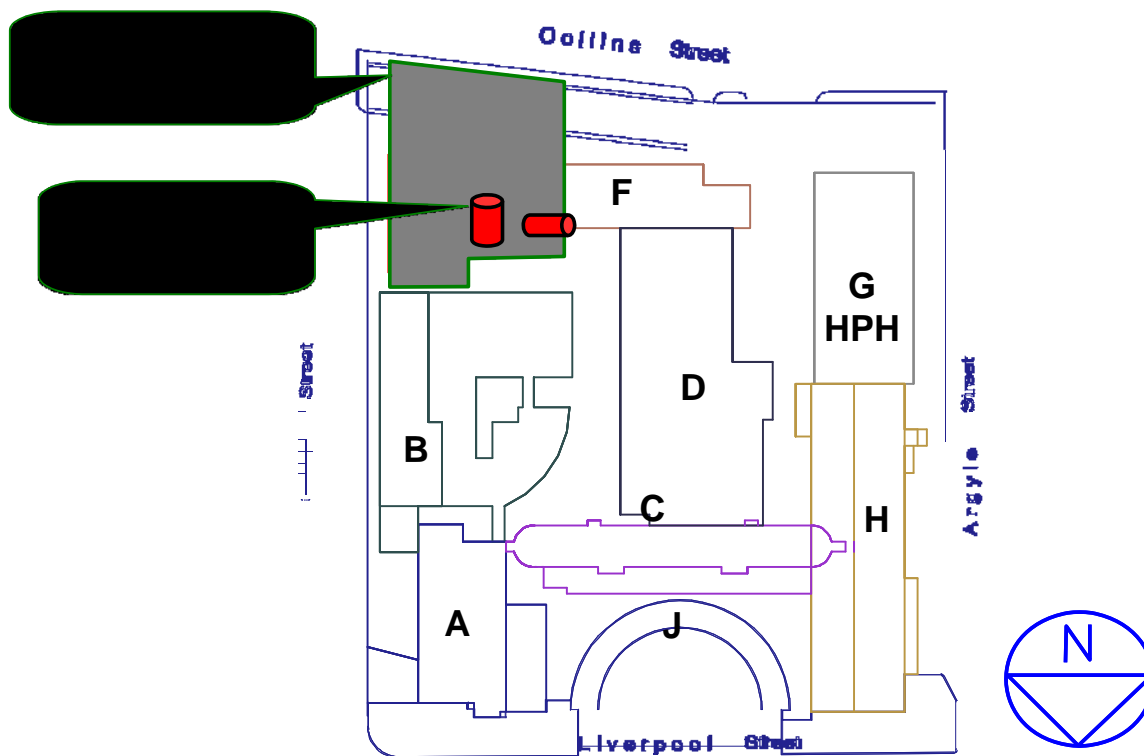 Collins Street
F
G
HPH
Street
D
Argyle Street
B
C
H
A
J
N
Liverpool Street